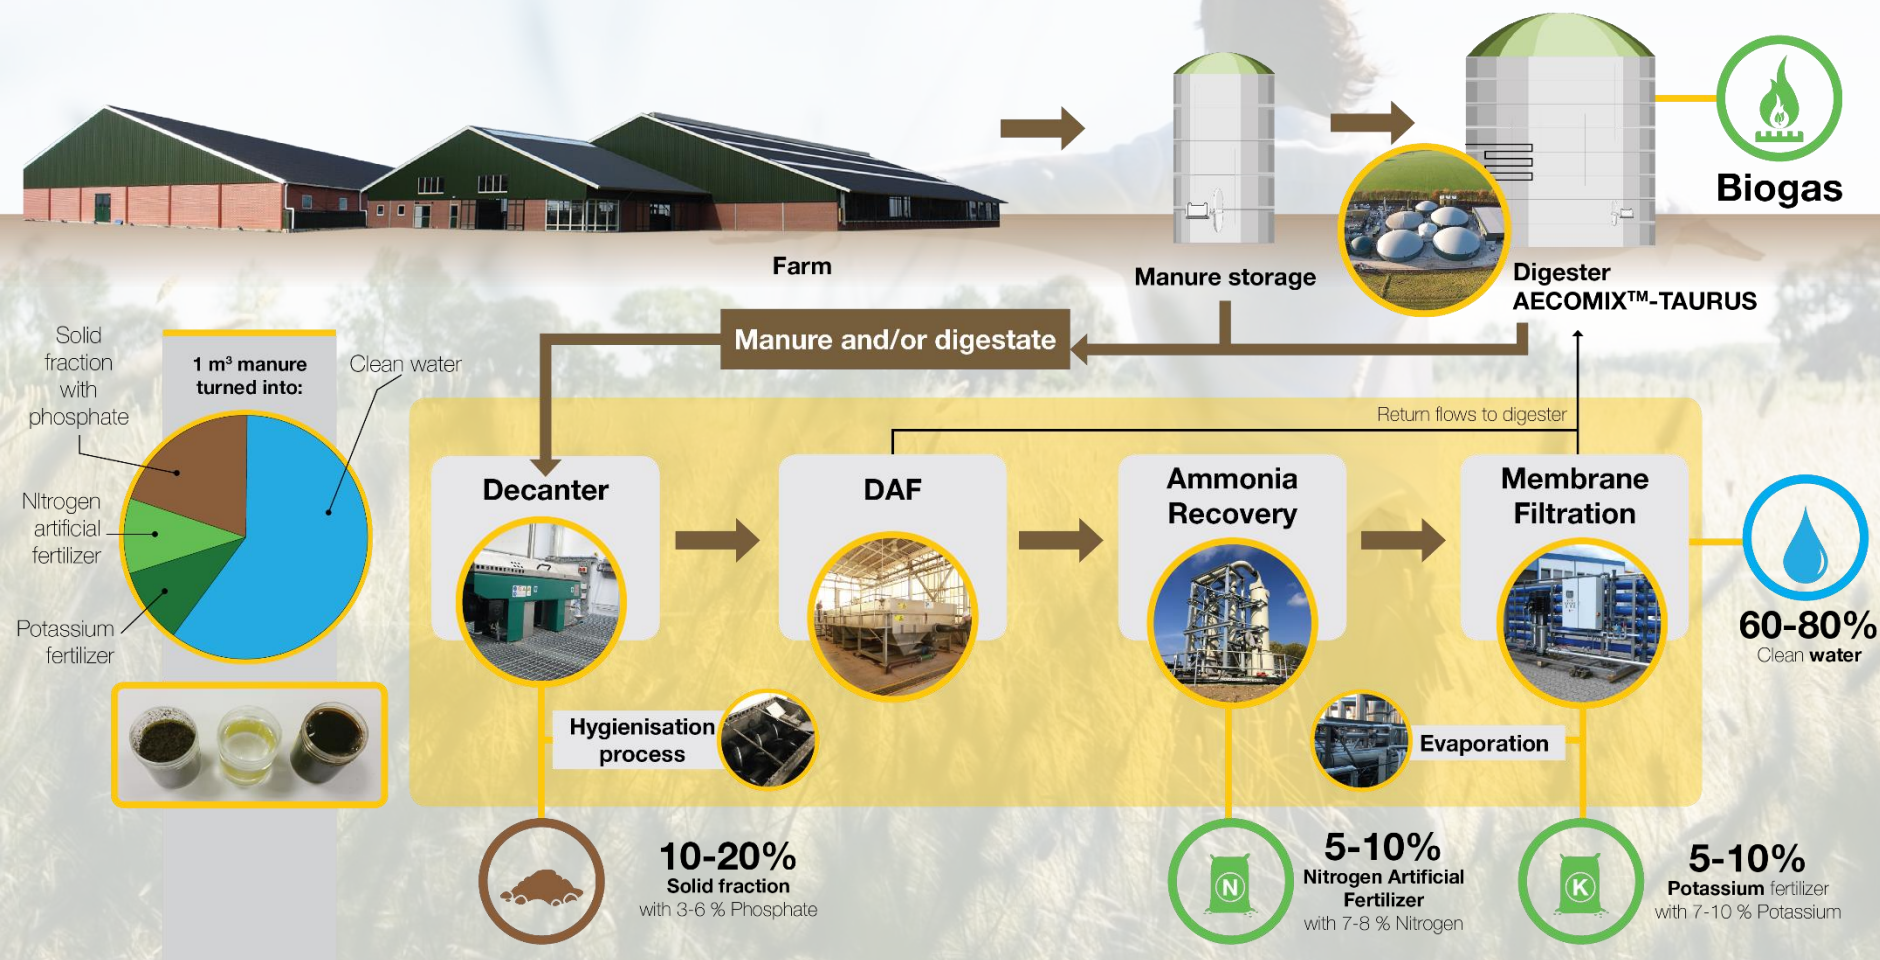 Biogas
Farm
Manure storage
Digester
AECOMIX™-TAURUS
Manure and/or digestate
Solid
fraction
with
phosphate
1 m³ manure
turned into:
Clean water
NItrogen
artificial
fertilizer
Potassium
fertilizer
Return flows to digester
Decanter
DAF
Ammonia
Recovery
Membrane
Filtration
60-80%
Clean water
Hygienisation
process
Evaporation
10-20%
Solid fraction
with 3-6 % Phosphate
N
5-10%
Nitrogen Artificial
Fertilizer
with 7-8 % Nitrogen
K
5-10%
Potassium fertilizer
with 7-10 % Potassium